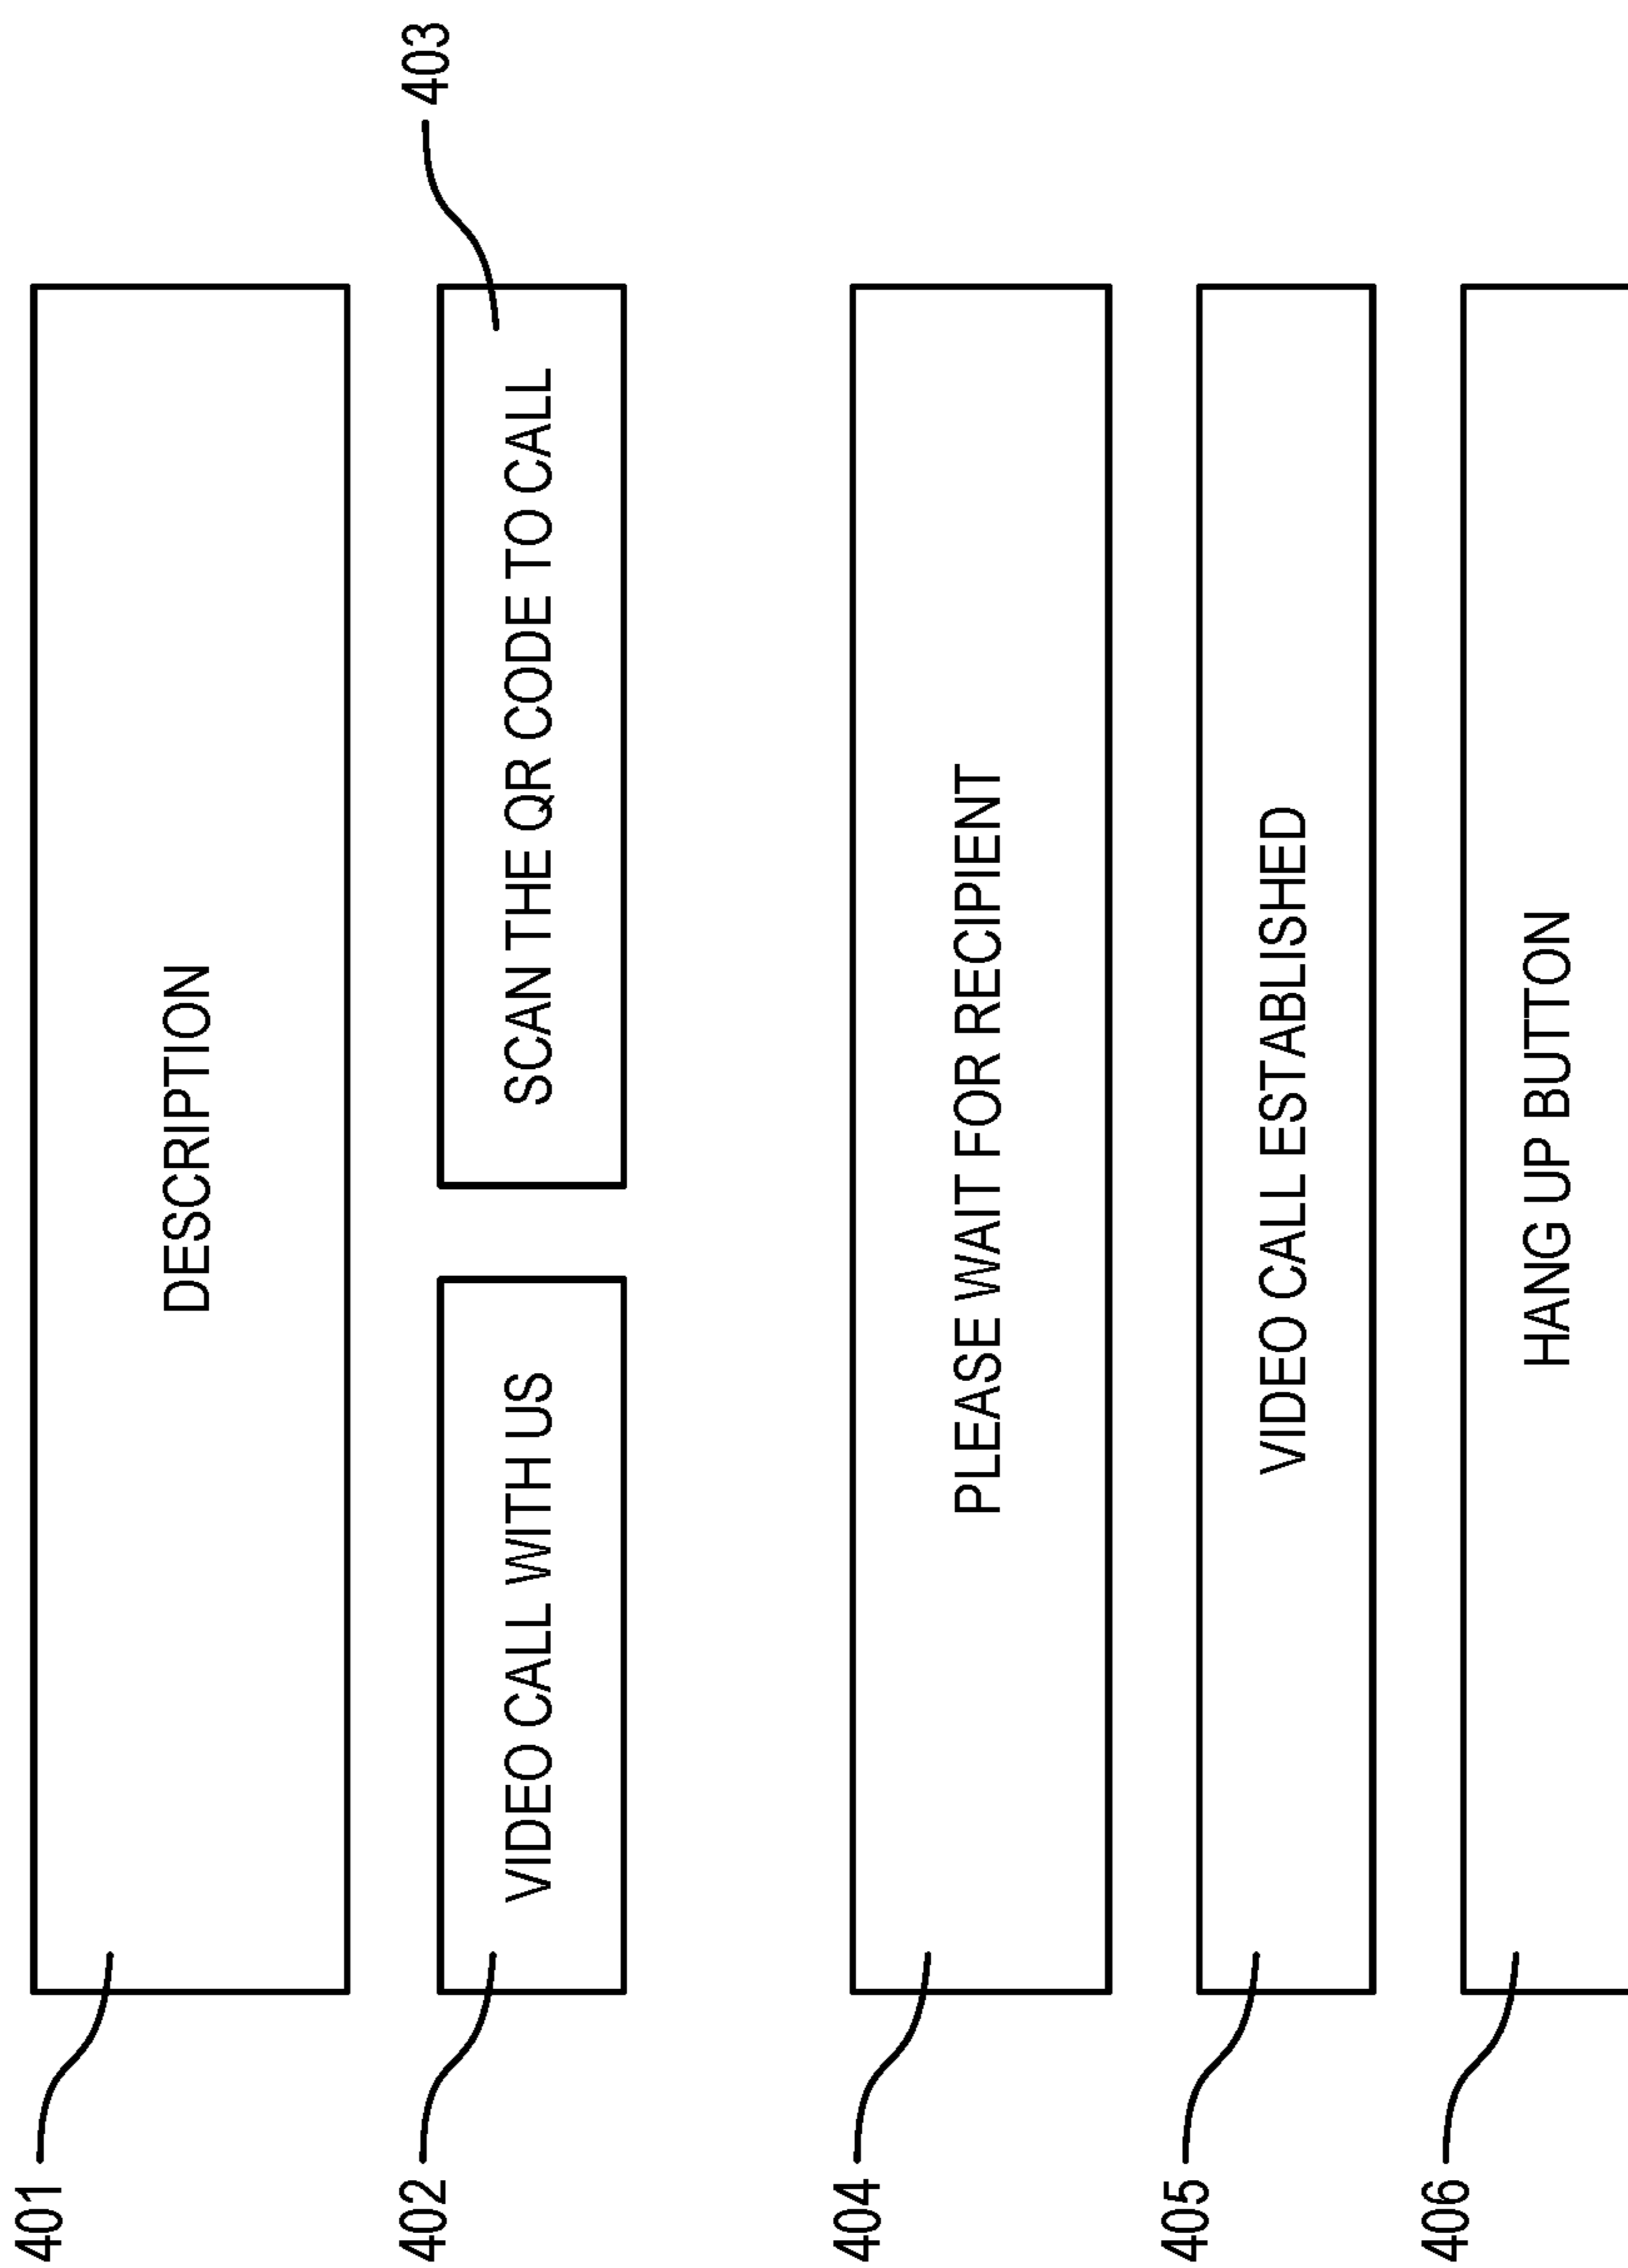 401
DESCRIPTION
402
VIDEO CALL WITH US
SCAN THE QR CODE TO CALL
403
404
PLEASE WAIT FOR RECIPIENT
405
VIDEO CALL ESTABLISHED
406
HANG UP BUTTON